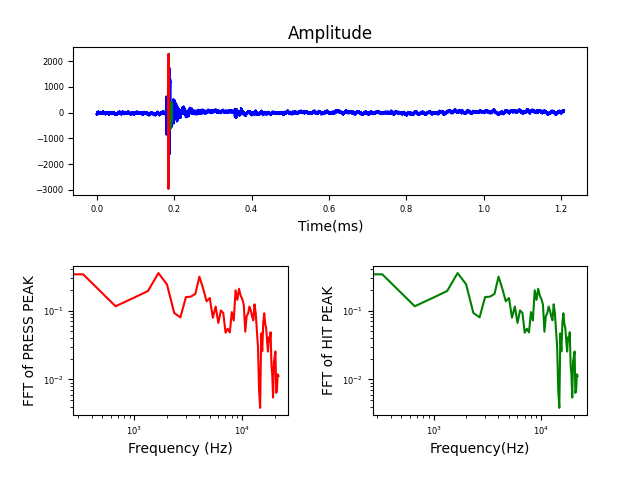 Amplitude
2000
1000
0
−1000
−2000
−3000
0.0 0.2 0.4 0.6 0.8 1.0 1.2
Time(ms)
FFT of PRESS PEAK
10⁻¹
10⁻²
10³ 10⁴
Frequency (Hz)
FFT of HIT PEAK
10⁻¹
10⁻²
10³ 10⁴
Frequency(Hz)